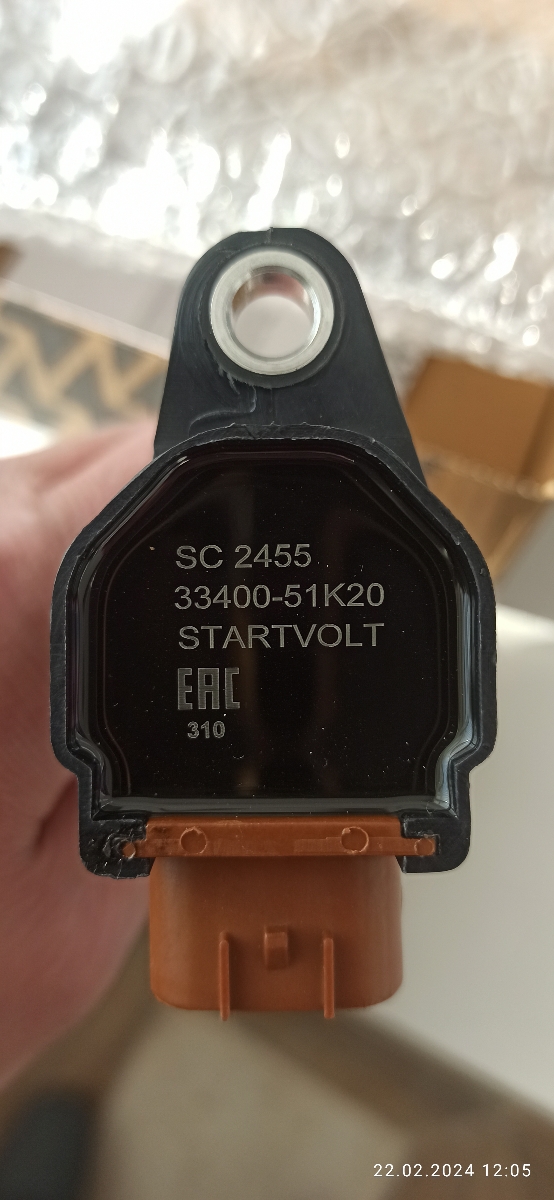 SC 2455
33400-51K20
STARTVOLT
EAC
310
22.02.2024 12:05